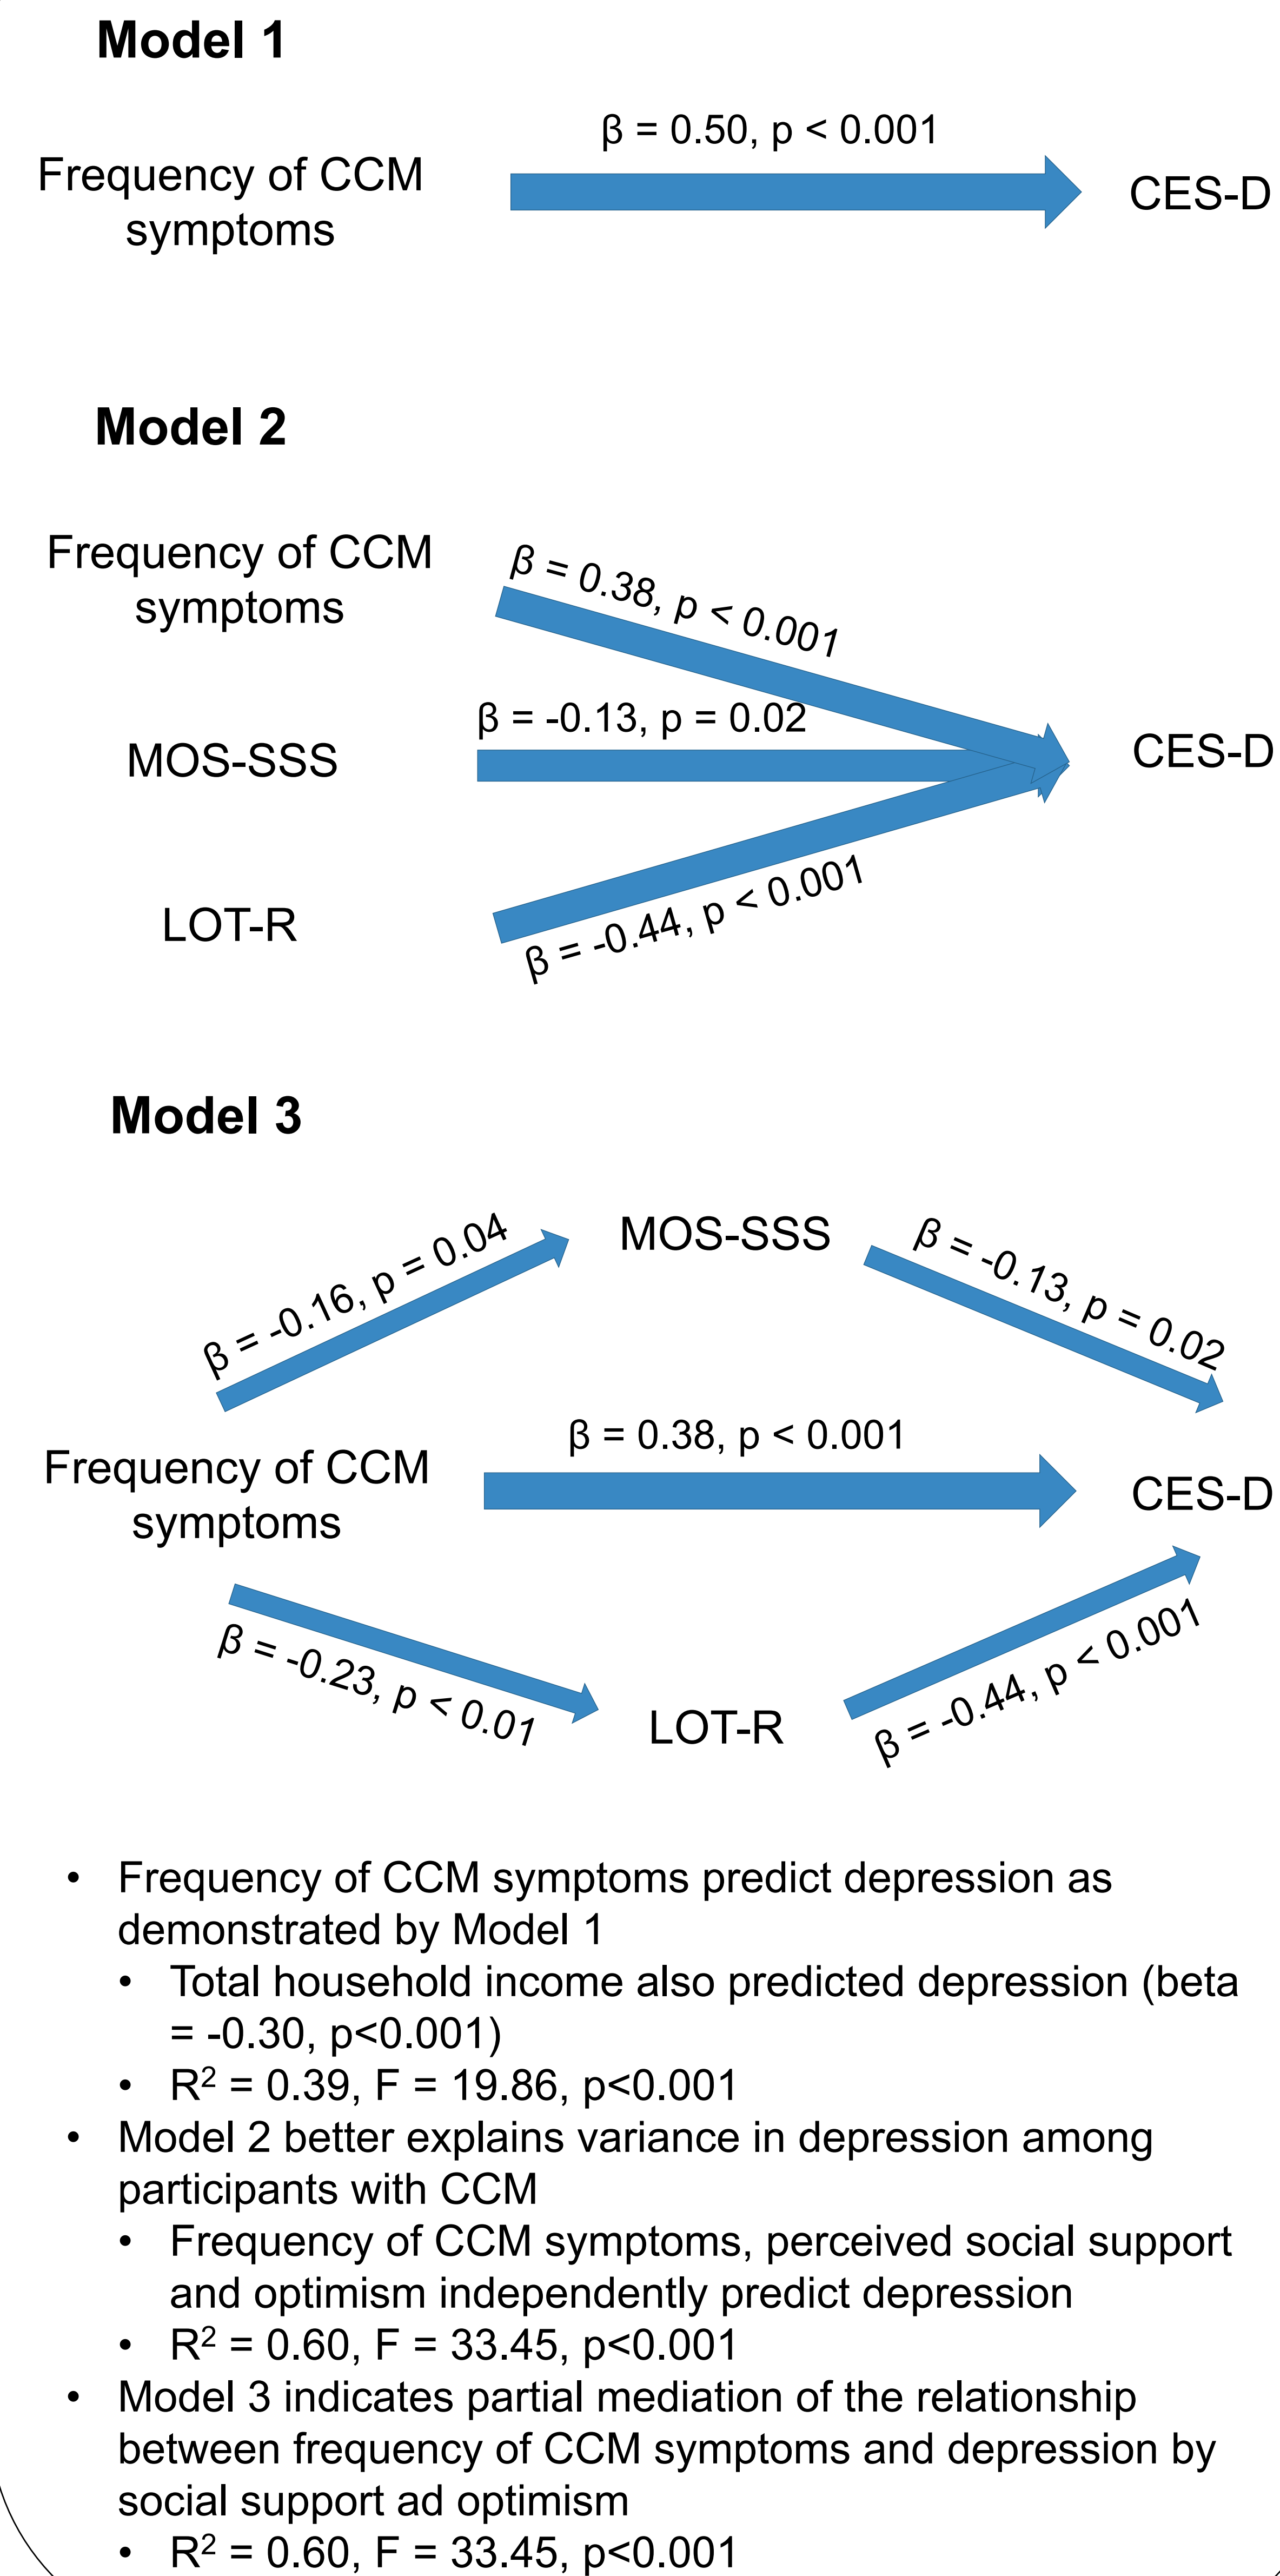 Model 1
β = 0.50, p < 0.001
Frequency of CCM
symptoms
CES-D
Model 2
Frequency of CCM
symptoms
β = 0.38, p < 0.001
β = -0.13, p = 0.02
MOS-SSS
CES-D
LOT-R
β = -0.44, p < 0.001
Model 3
MOS-SSS
β = -0.16, p = 0.04
β = -0.13, p = 0.02
β = 0.38, p < 0.001
Frequency of CCM
symptoms
CES-D
β = -0.23, p < 0.01
LOT-R
β = -0.44, p < 0.001
• Frequency of CCM symptoms predict depression as
demonstrated by Model 1
• Total household income also predicted depression (beta
= -0.30, p<0.001)
• R² = 0.39, F = 19.86, p<0.001
• Model 2 better explains variance in depression among
participants with CCM
• Frequency of CCM symptoms, perceived social support
and optimism independently predict depression
• R² = 0.60, F = 33.45, p<0.001
• Model 3 indicates partial mediation of the relationship
between frequency of CCM symptoms and depression by
social support ad optimism
• R² = 0.60, F = 33.45, p<0.001